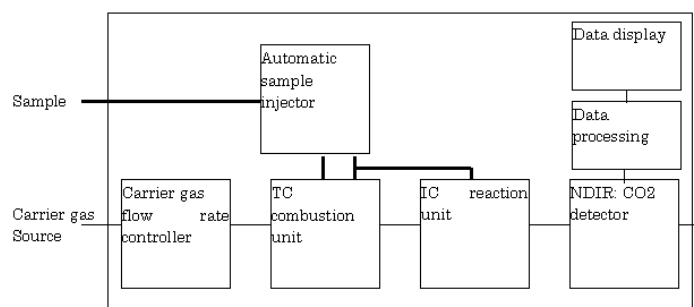 Data display
Automatic
sample
injector
Sample
Data
processing
Carrier gas
flow rate
controller
TC
combustion
unit
IC reaction
unit
NDIR: CO2
detector
Carrier gas
Source